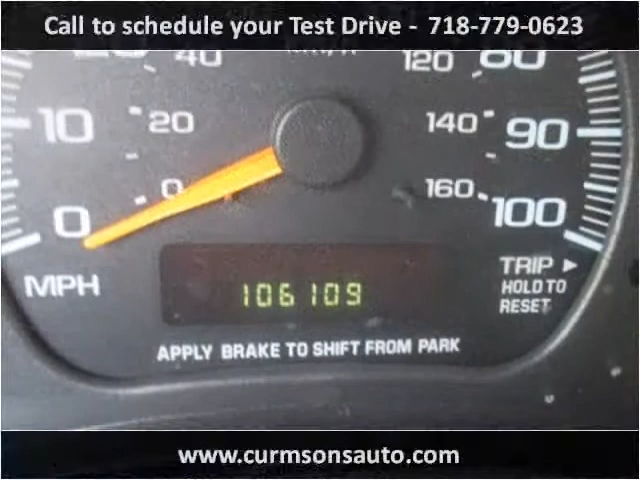 Call to schedule your Test Drive - 718-779-0623
40
120
80
10
20
140
90
0
0
160
100
MPH
106109
TRIP ►
HOLD TO
RESET
APPLY BRAKE TO SHIFT FROM PARK
www.curmsonsauto.com